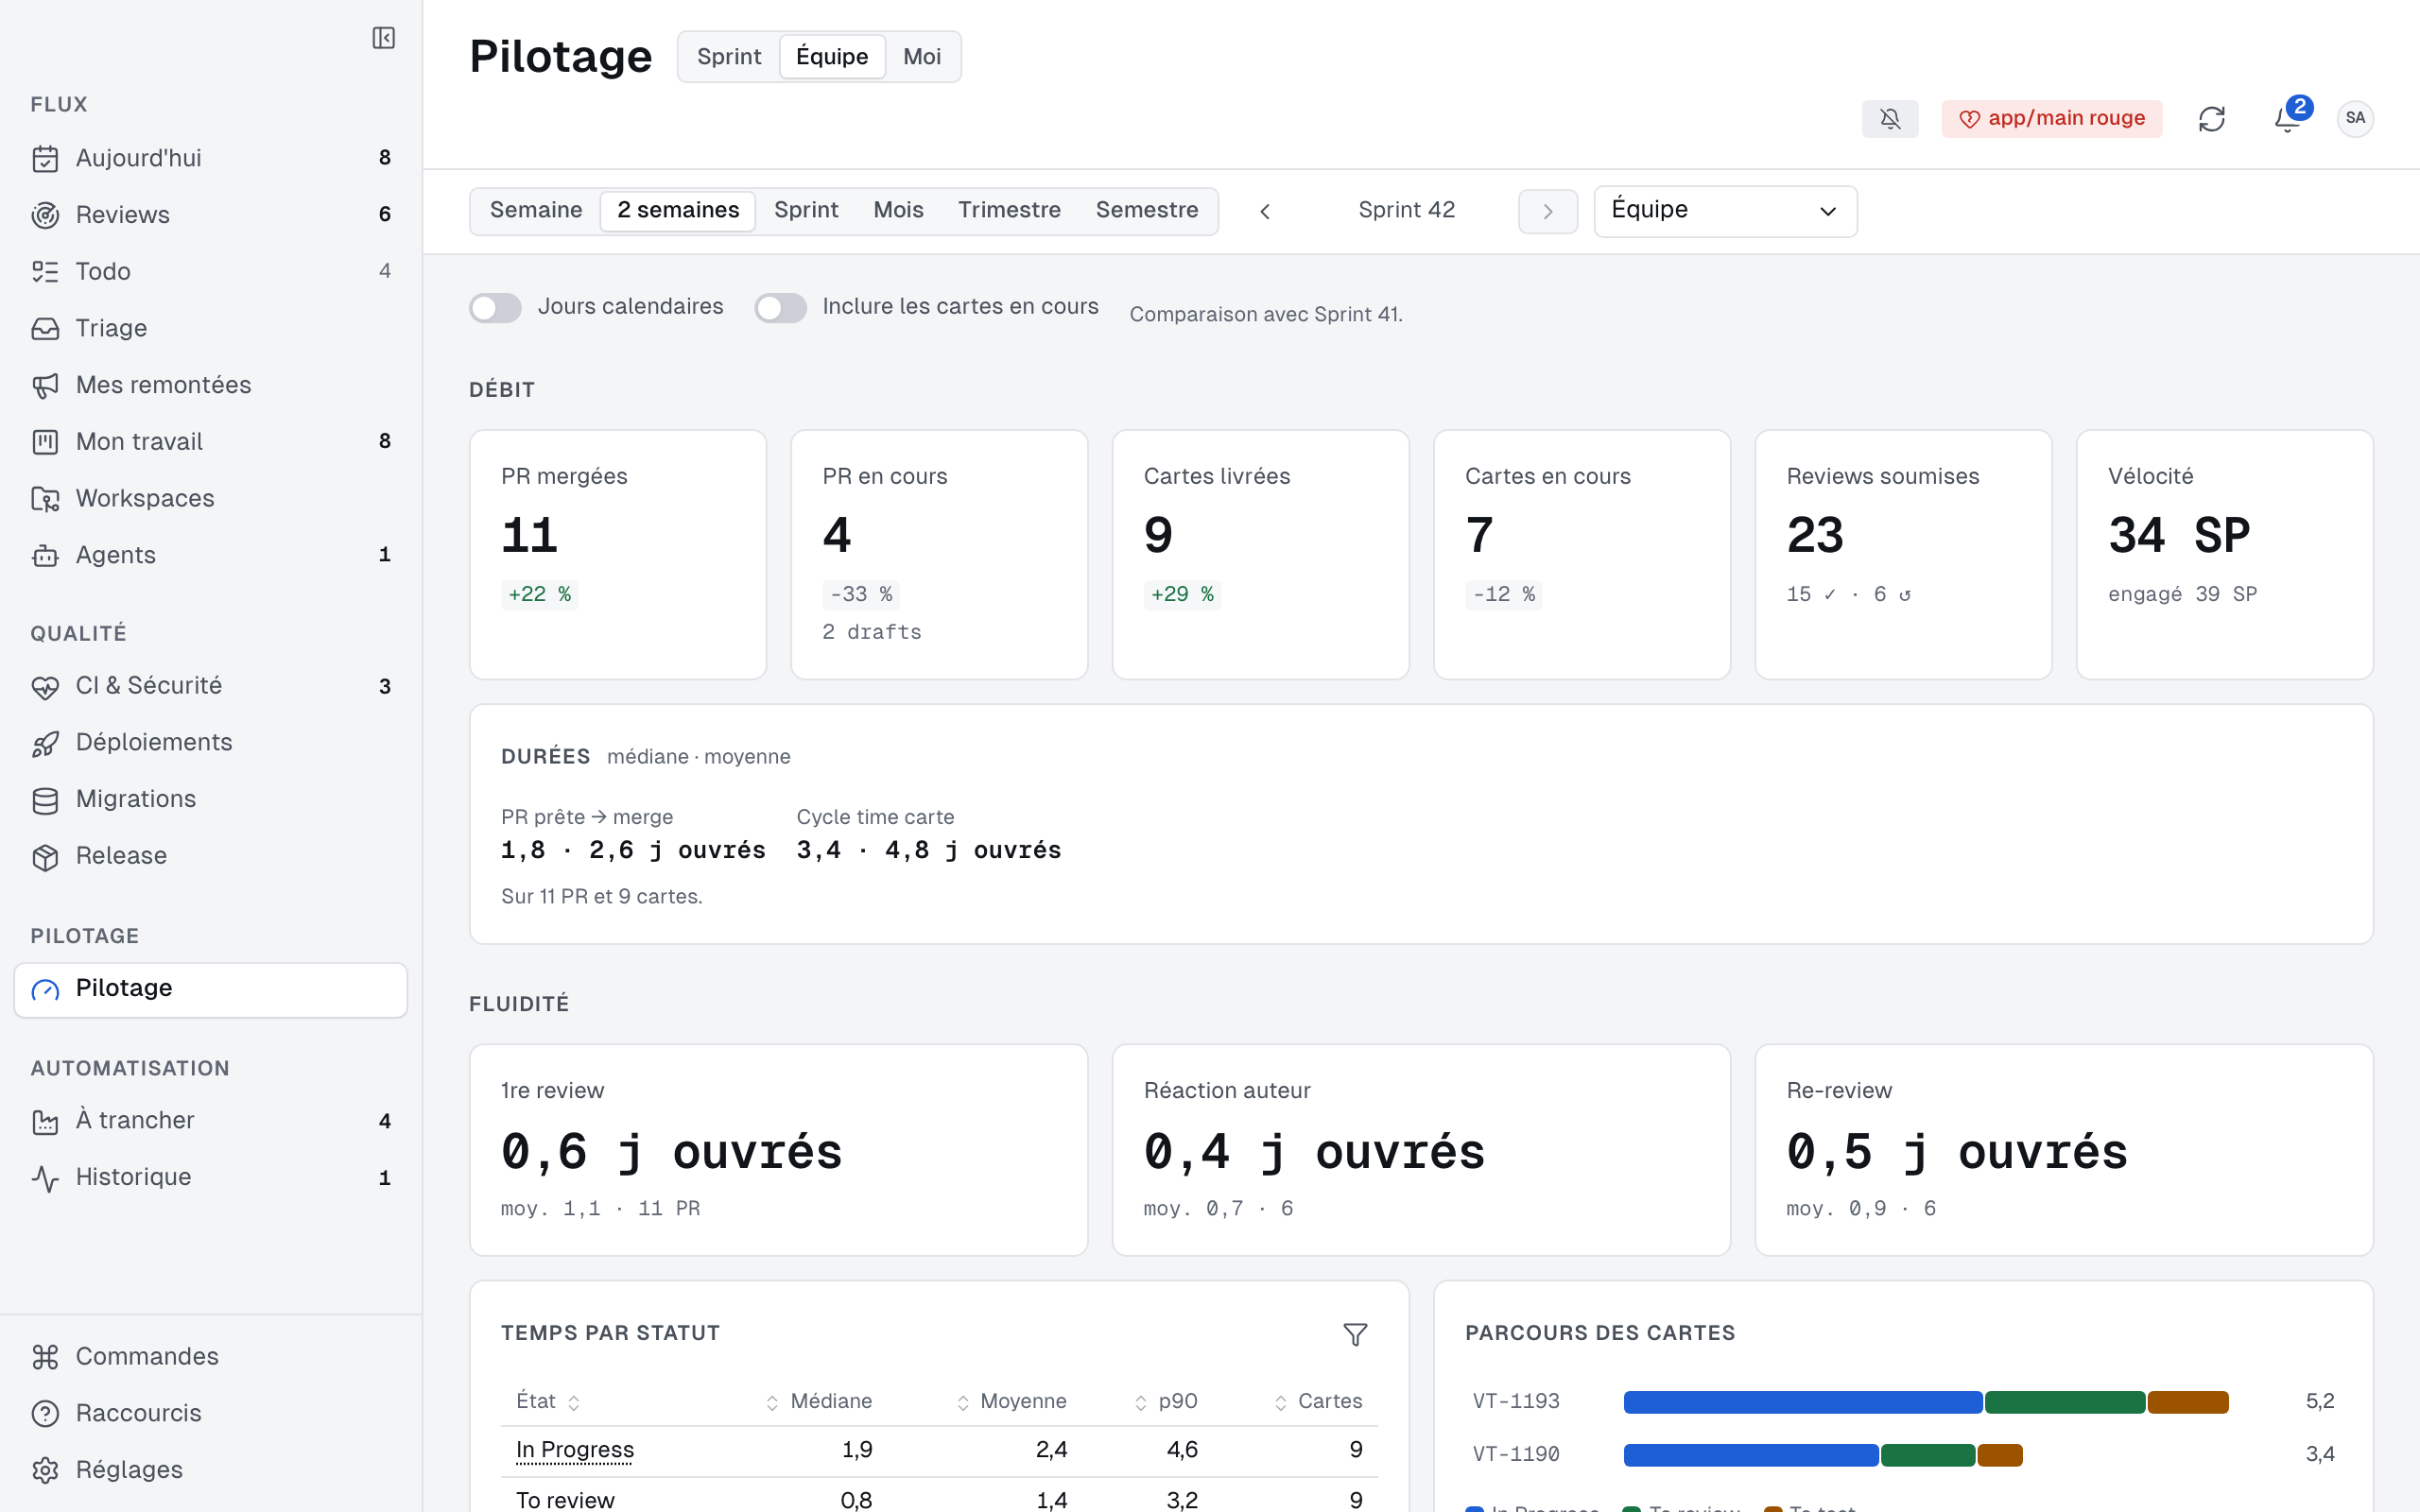 FLUX
Aujourd'hui 8
Reviews 6
Todo 4
Triage
Mes remontées
Mon travail 8
Workspaces
Agents 1
QUALITÉ
CI & Sécurité 3
Déploiements
Migrations
Release
PILOTAGE
Pilotage
AUTOMATISATION
À trancher 4
Historique 1
Commandes
Raccourcis
Réglages
Pilotage Sprint Équipe Moi
app/main rouge 2 SA
Semaine 2 semaines Sprint Mois Trimestre Semestre Sprint 42 Équipe
Jours calendaires Inclure les cartes en cours Comparaison avec Sprint 41.
DÉBIT
PR mergées
11
+22 %
PR en cours
4
-33 %
2 drafts
Cartes livrées
9
+29 %
Cartes en cours
7
-12 %
Reviews soumises
23
15 ✓ · 6 ↺
Vélocité
34 SP
engagé 39 SP
DURÉES médiane · moyenne
PR prête → merge
1,8 · 2,6 j ouvrés
Cycle time carte
3,4 · 4,8 j ouvrés
Sur 11 PR et 9 cartes.
FLUIDITÉ
1re review
0,6 j ouvrés
moy. 1,1 · 11 PR
Réaction auteur
0,4 j ouvrés
moy. 0,7 · 6
Re-review
0,5 j ouvrés
moy. 0,9 · 6
TEMPS PAR STATUT
État Médiane Moyenne p90 Cartes
In Progress 1,9 2,4 4,6 9
To review 0,8 1,4 3,2 9
PARCOURS DES CARTES
VT-1193 5,2
VT-1190 3,4
In Progress To review To test